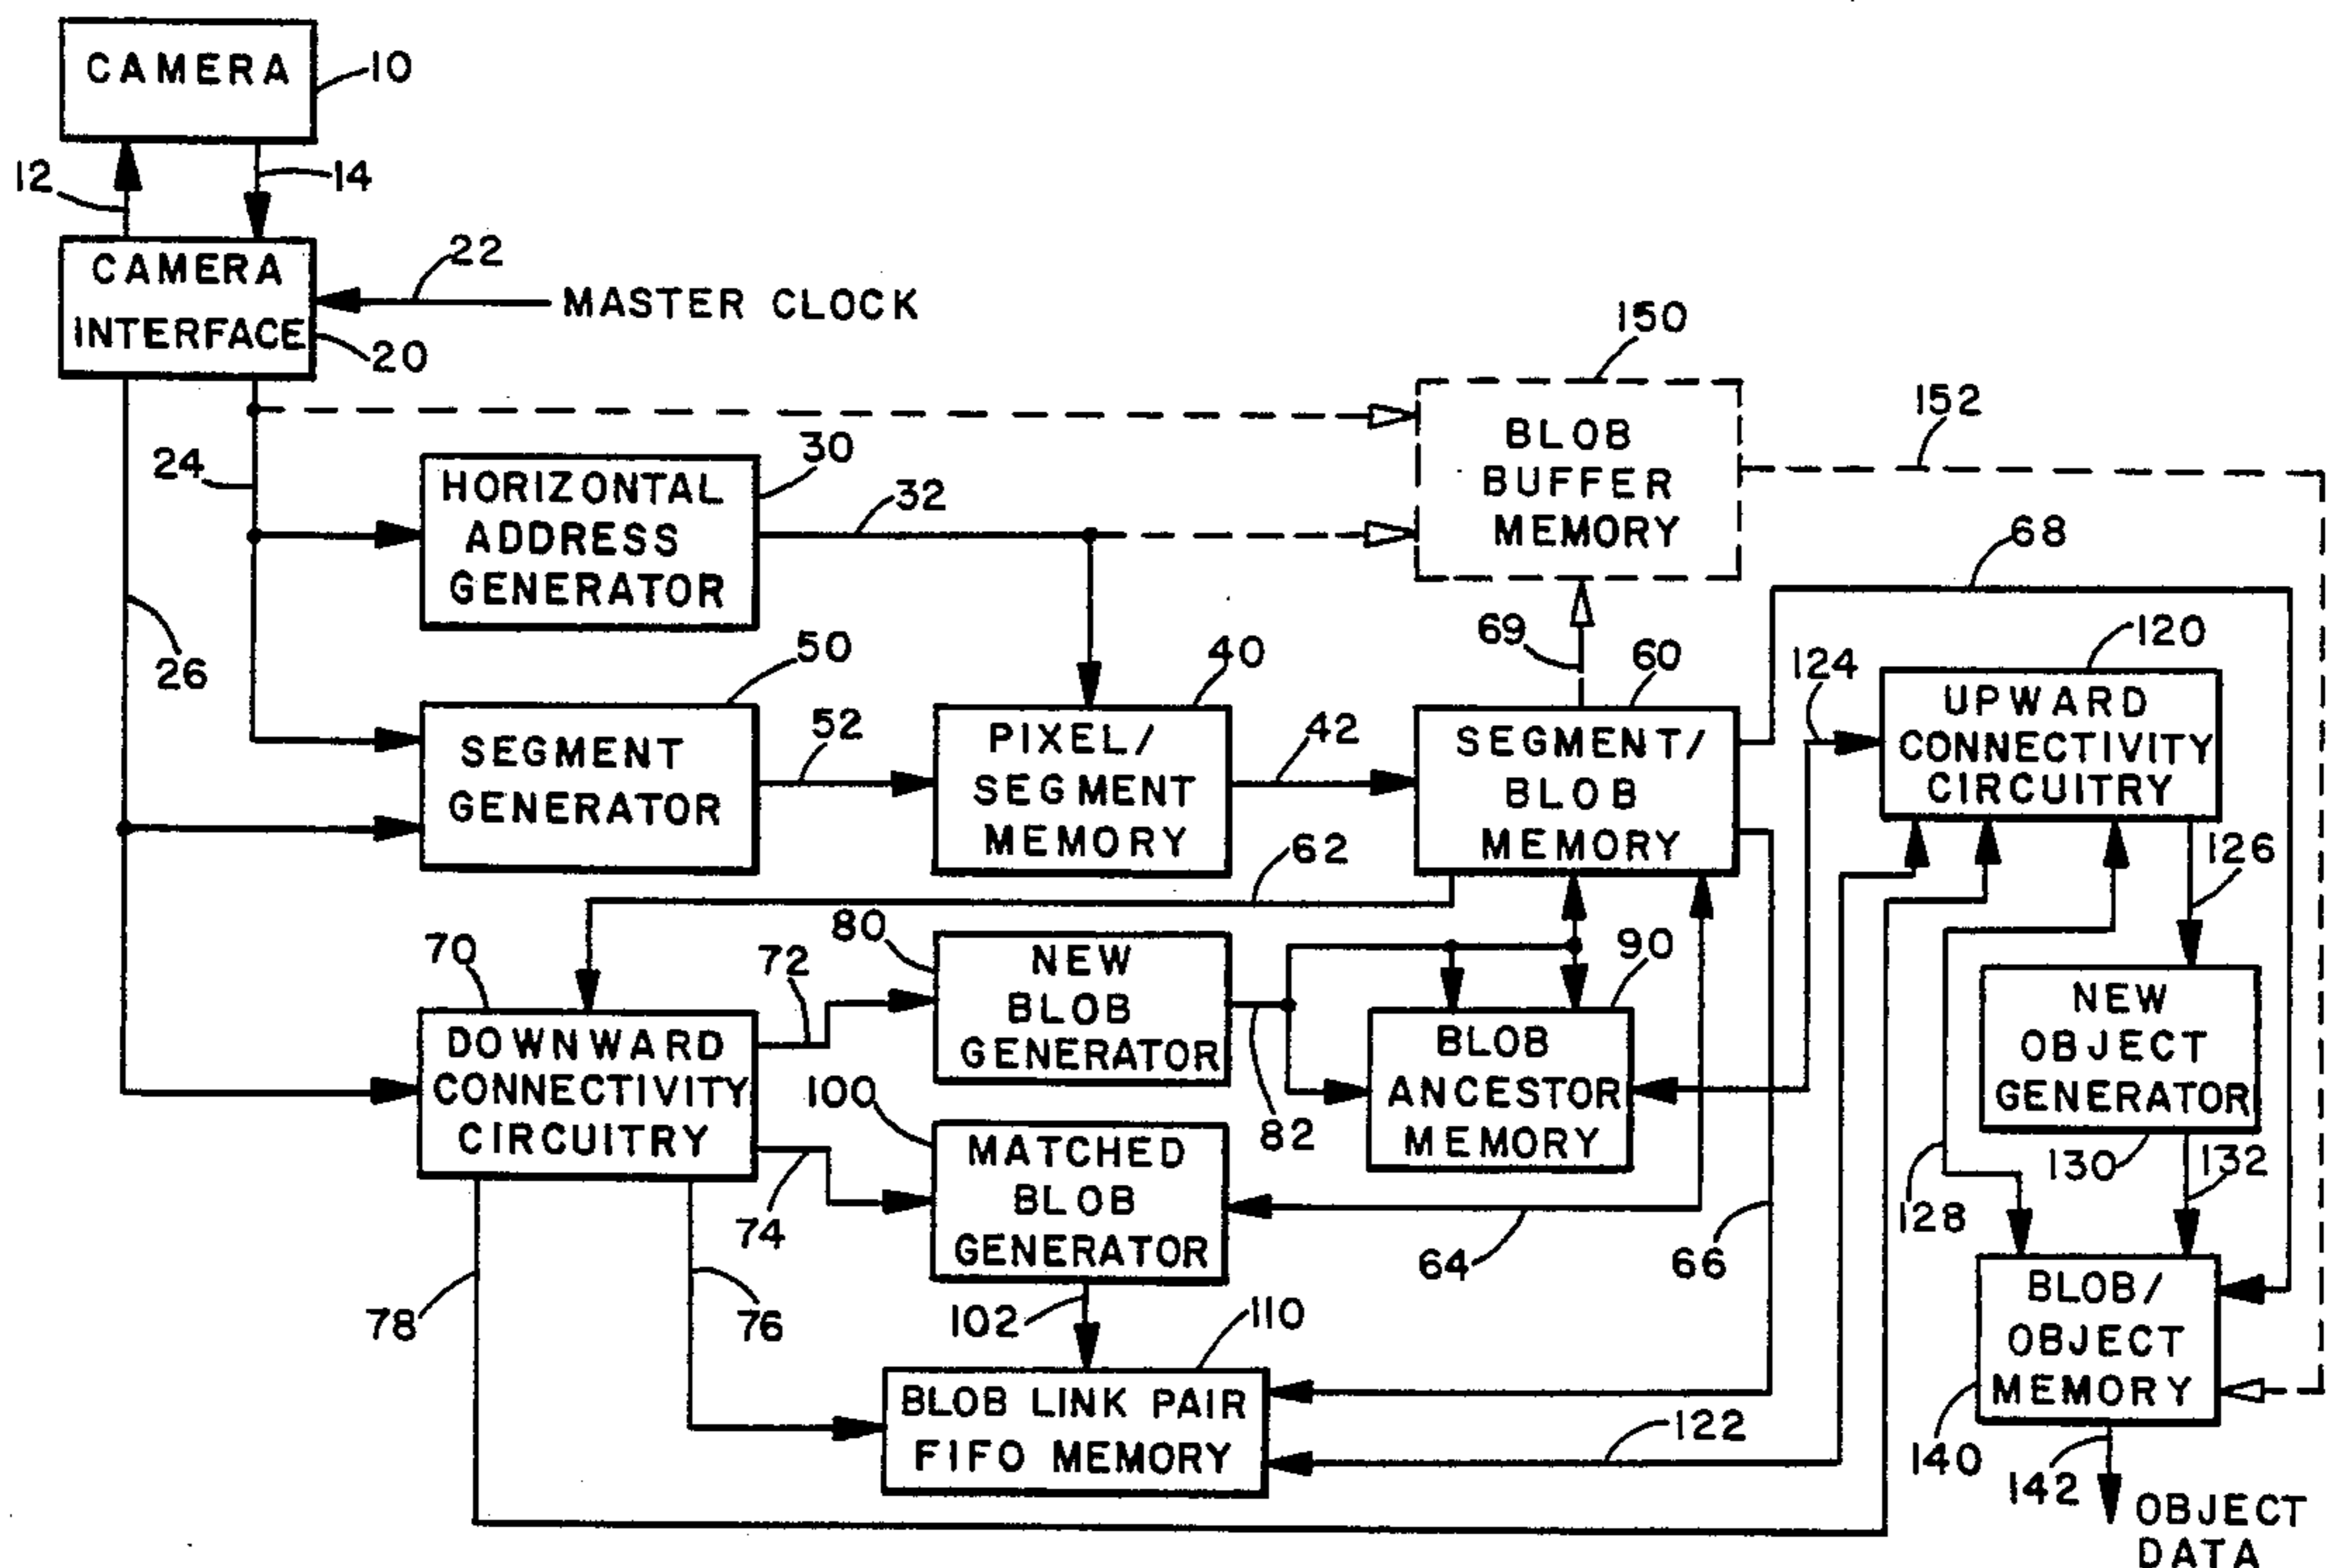 CAMERA
10
12
14
CAMERA
INTERFACE
20
22
MASTER CLOCK
150
BLOB
BUFFER
MEMORY
152
24
26
30
HORIZONTAL
ADDRESS
GENERATOR
32
68
50
SEGMENT
GENERATOR
52
40
PIXEL/
SEGMENT
MEMORY
42
69
60
SEGMENT/
BLOB
MEMORY
62
124
120
UPWARD
CONNECTIVITY
CIRCUITRY
126
70
DOWNWARD
CONNECTIVITY
CIRCUITRY
72
74
80
NEW
BLOB
GENERATOR
82
90
BLOB
ANCESTOR
MEMORY
NEW
OBJECT
GENERATOR
130
132
128
100
MATCHED
BLOB
GENERATOR
64
66
78
76
102
110
BLOB LINK PAIR
FIFO MEMORY
122
BLOB/
OBJECT
MEMORY
140
142
OBJECT
DATA